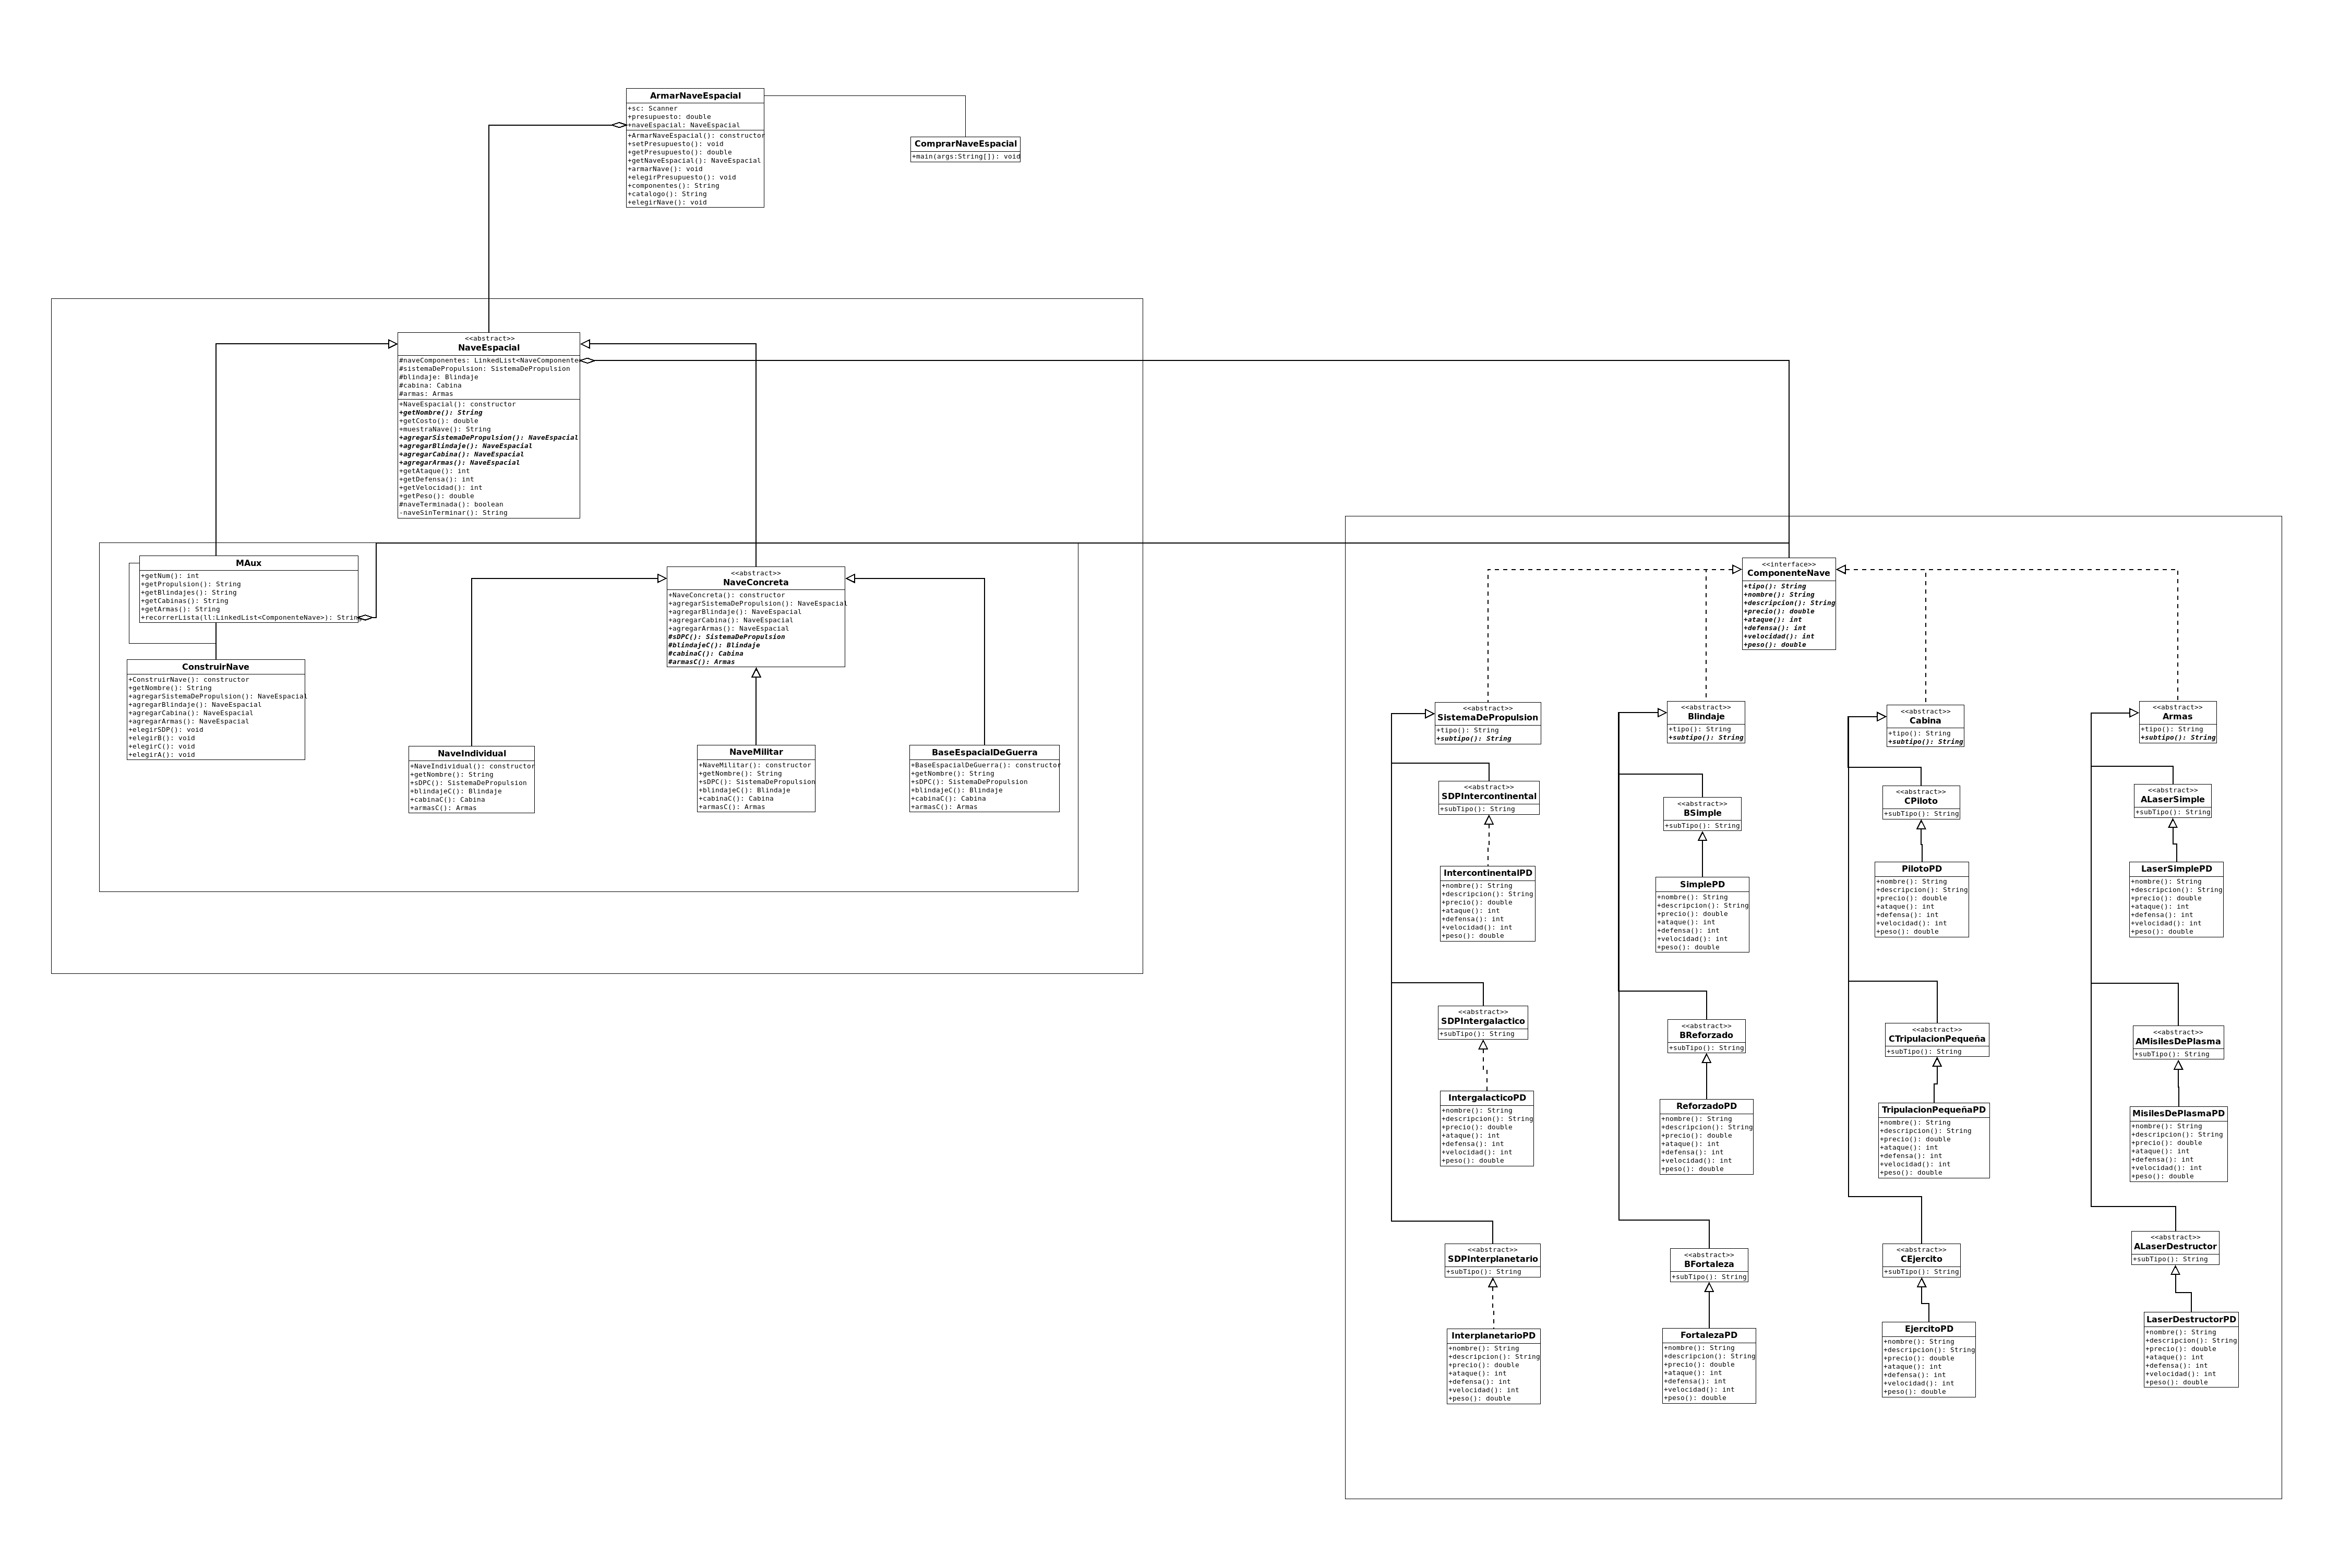 ArmarNaveEspacial
+sc: Scanner
+presupuesto: double
+naveEspacial: NaveEspacial
+ArmarNaveEspacial(): constructor
+setPresupuesto(): void
+getPresupuesto(): double
+getNaveEspacial(): NaveEspacial
+armarNave(): void
+elegirPresupuesto(): void
+componentes(): String
+catalogo(): String
+elegirNave(): void
ComprarNaveEspacial
+main(args:String[]): void
<<abstract>>
NaveEspacial
#naveComponentes: LinkedList<NaveComponente
#sistemaDePropulsion: SistemaDePropulsion
#blindaje: Blindaje
#cabina: Cabina
#armas: Armas
+NaveEspacial(): constructor
+getNombre(): String
+getCosto(): double
+muestraNave(): String
+agregarSistemaDePropulsion(): NaveEspacial
+agregarBlindaje(): NaveEspacial
+agregarCabina(): NaveEspacial
+agregarArmas(): NaveEspacial
+getAtaque(): int
+getDefensa(): int
+getVelocidad(): int
+getPeso(): double
#naveTerminada(): boolean
-naveSinTerminar(): String
MAux
+getNum(): int
+getPropulsion(): String
+getBlindajes(): String
+getCabinas(): String
+getArmas(): String
+recorrerLista(ll:LinkedList<ComponenteNave>): String
ConstruirNave
+ConstruirNave(): constructor
+getNombre(): String
+agregarSistemaDePropulsion(): NaveEspacial
+agregarBlindaje(): NaveEspacial
+agregarCabina(): NaveEspacial
+agregarArmas(): NaveEspacial
+elegirSDP(): void
+elegirB(): void
+elegirC(): void
+elegirA(): void
<<abstract>>
NaveConcreta
+NaveConcreta(): constructor
+agregarSistemaDePropulsion(): NaveEspacial
+agregarBlindaje(): NaveEspacial
+agregarCabina(): NaveEspacial
+agregarArmas(): NaveEspacial
#sDPC(): SistemaDePropulsion
#blindajeC(): Blindaje
#cabinaC(): Cabina
#armasC(): Armas
NaveIndividual
+NaveIndividual(): constructor
+getNombre(): String
+sDPC(): SistemaDePropulsion
+blindajeC(): Blindaje
+cabinaC(): Cabina
+armasC(): Armas
NaveMilitar
+NaveMilitar(): constructor
+getNombre(): String
+sDPC(): SistemaDePropulsion
+blindajeC(): Blindaje
+cabinaC(): Cabina
+armasC(): Armas
BaseEspacialDeGuerra
+BaseEspacialDeGuerra(): constructor
+getNombre(): String
+sDPC(): SistemaDePropulsion
+blindajeC(): Blindaje
+cabinaC(): Cabina
+armasC(): Armas
<<interface>>
ComponenteNave
+tipo(): String
+nombre(): String
+descripcion(): String
+precio(): double
+ataque(): int
+defensa(): int
+velocidad(): int
+peso(): double
<<abstract>>
SistemaDePropulsion
+tipo(): String
+subtipo(): String
<<abstract>>
SDPIntercontinental
+subTipo(): String
IntercontinentalPD
+nombre(): String
+descripcion(): String
+precio(): double
+ataque(): int
+defensa(): int
+velocidad(): int
+peso(): double
<<abstract>>
SDPIntergalactico
+subTipo(): String
IntergalacticoPD
+nombre(): String
+descripcion(): String
+precio(): double
+ataque(): int
+defensa(): int
+velocidad(): int
+peso(): double
<<abstract>>
SDPInterplanetario
+subTipo(): String
InterplanetarioPD
+nombre(): String
+descripcion(): String
+precio(): double
+ataque(): int
+defensa(): int
+velocidad(): int
+peso(): double
<<abstract>>
Blindaje
+tipo(): String
+subtipo(): String
<<abstract>>
BSimple
+subTipo(): String
SimplePD
+nombre(): String
+descripcion(): String
+precio(): double
+ataque(): int
+defensa(): int
+velocidad(): int
+peso(): double
<<abstract>>
BReforzado
+subTipo(): String
ReforzadoPD
+nombre(): String
+descripcion(): String
+precio(): double
+ataque(): int
+defensa(): int
+velocidad(): int
+peso(): double
<<abstract>>
BFortaleza
+subTipo(): String
FortalezaPD
+nombre(): String
+descripcion(): String
+precio(): double
+ataque(): int
+defensa(): int
+velocidad(): int
+peso(): double
<<abstract>>
Cabina
+tipo(): String
+subtipo(): String
<<abstract>>
CPiloto
+subTipo(): String
PilotoPD
+nombre(): String
+descripcion(): String
+precio(): double
+ataque(): int
+defensa(): int
+velocidad(): int
+peso(): double
<<abstract>>
CTripulacionPequeña
+subTipo(): String
TripulacionPequeñaPD
+nombre(): String
+descripcion(): String
+precio(): double
+ataque(): int
+defensa(): int
+velocidad(): int
+peso(): double
<<abstract>>
CEjercito
+subTipo(): String
EjercitoPD
+nombre(): String
+descripcion(): String
+precio(): double
+ataque(): int
+defensa(): int
+velocidad(): int
+peso(): double
<<abstract>>
Armas
+tipo(): String
+subtipo(): String
<<abstract>>
ALaserSimple
+subTipo(): String
LaserSimplePD
+nombre(): String
+descripcion(): String
+precio(): double
+ataque(): int
+defensa(): int
+velocidad(): int
+peso(): double
<<abstract>>
AMisilesDePlasma
+subTipo(): String
MisilesDePlasmaPD
+nombre(): String
+descripcion(): String
+precio(): double
+ataque(): int
+defensa(): int
+velocidad(): int
+peso(): double
<<abstract>>
ALaserDestructor
+subTipo(): String
LaserDestructorPD
+nombre(): String
+descripcion(): String
+precio(): double
+ataque(): int
+defensa(): int
+velocidad(): int
+peso(): double